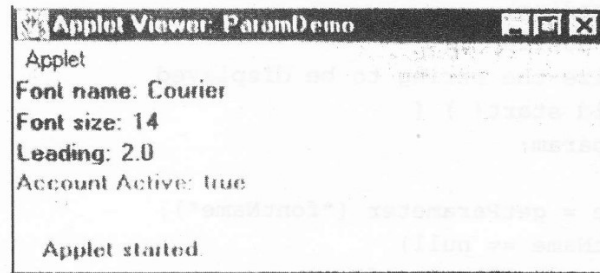 Applet Viewer: ParamDemo
Applet
Font name: Courier
Font size: 14
Leading: 2.0
Account Active: true
Applet started.